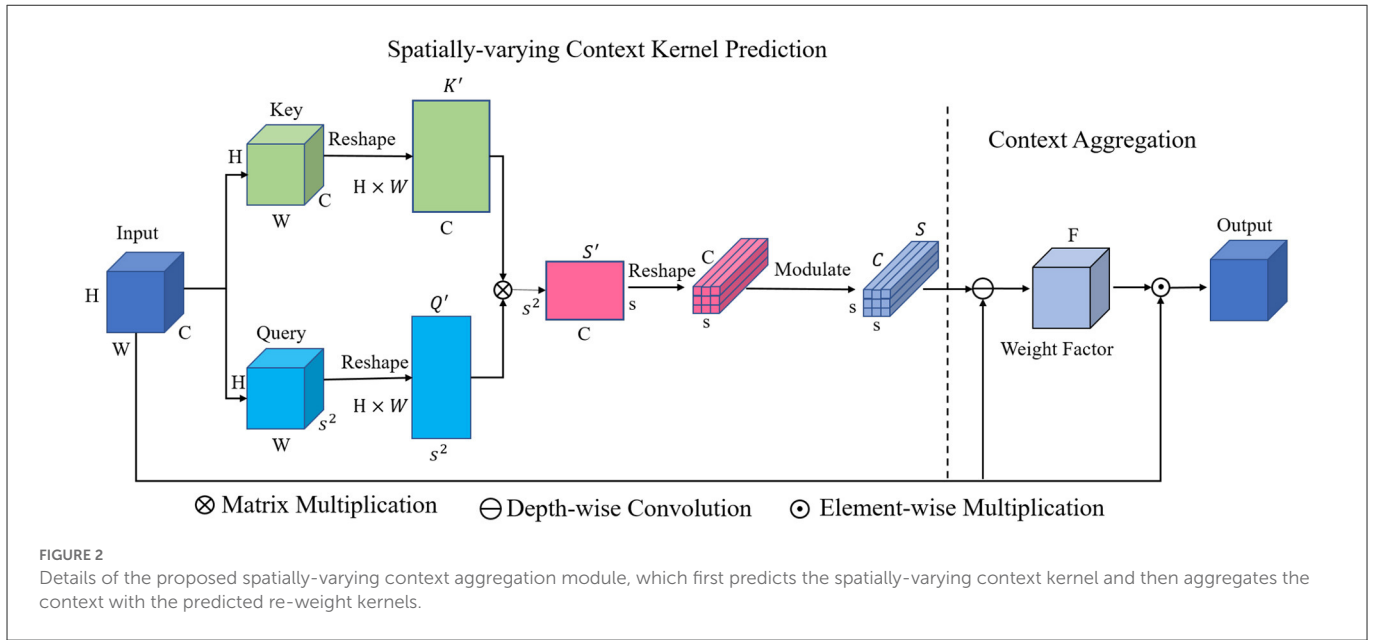 Spatially-varying Context Kernel Prediction
Context Aggregation
Input
H
W
C
Key
H
W
C
Reshape
H × W
K′
C
Query
H
W
s²
Reshape
H × W
Q′
s²
s²
S′
C
Reshape
C
s
s
Modulate
S
C
s
s
F
Weight Factor
Output
⊗ Matrix Multiplication
⊖ Depth-wise Convolution
⊙ Element-wise Multiplication
FIGURE 2
Details of the proposed spatially-varying context aggregation module, which first predicts the spatially-varying context kernel and then aggregates the
context with the predicted re-weight kernels.